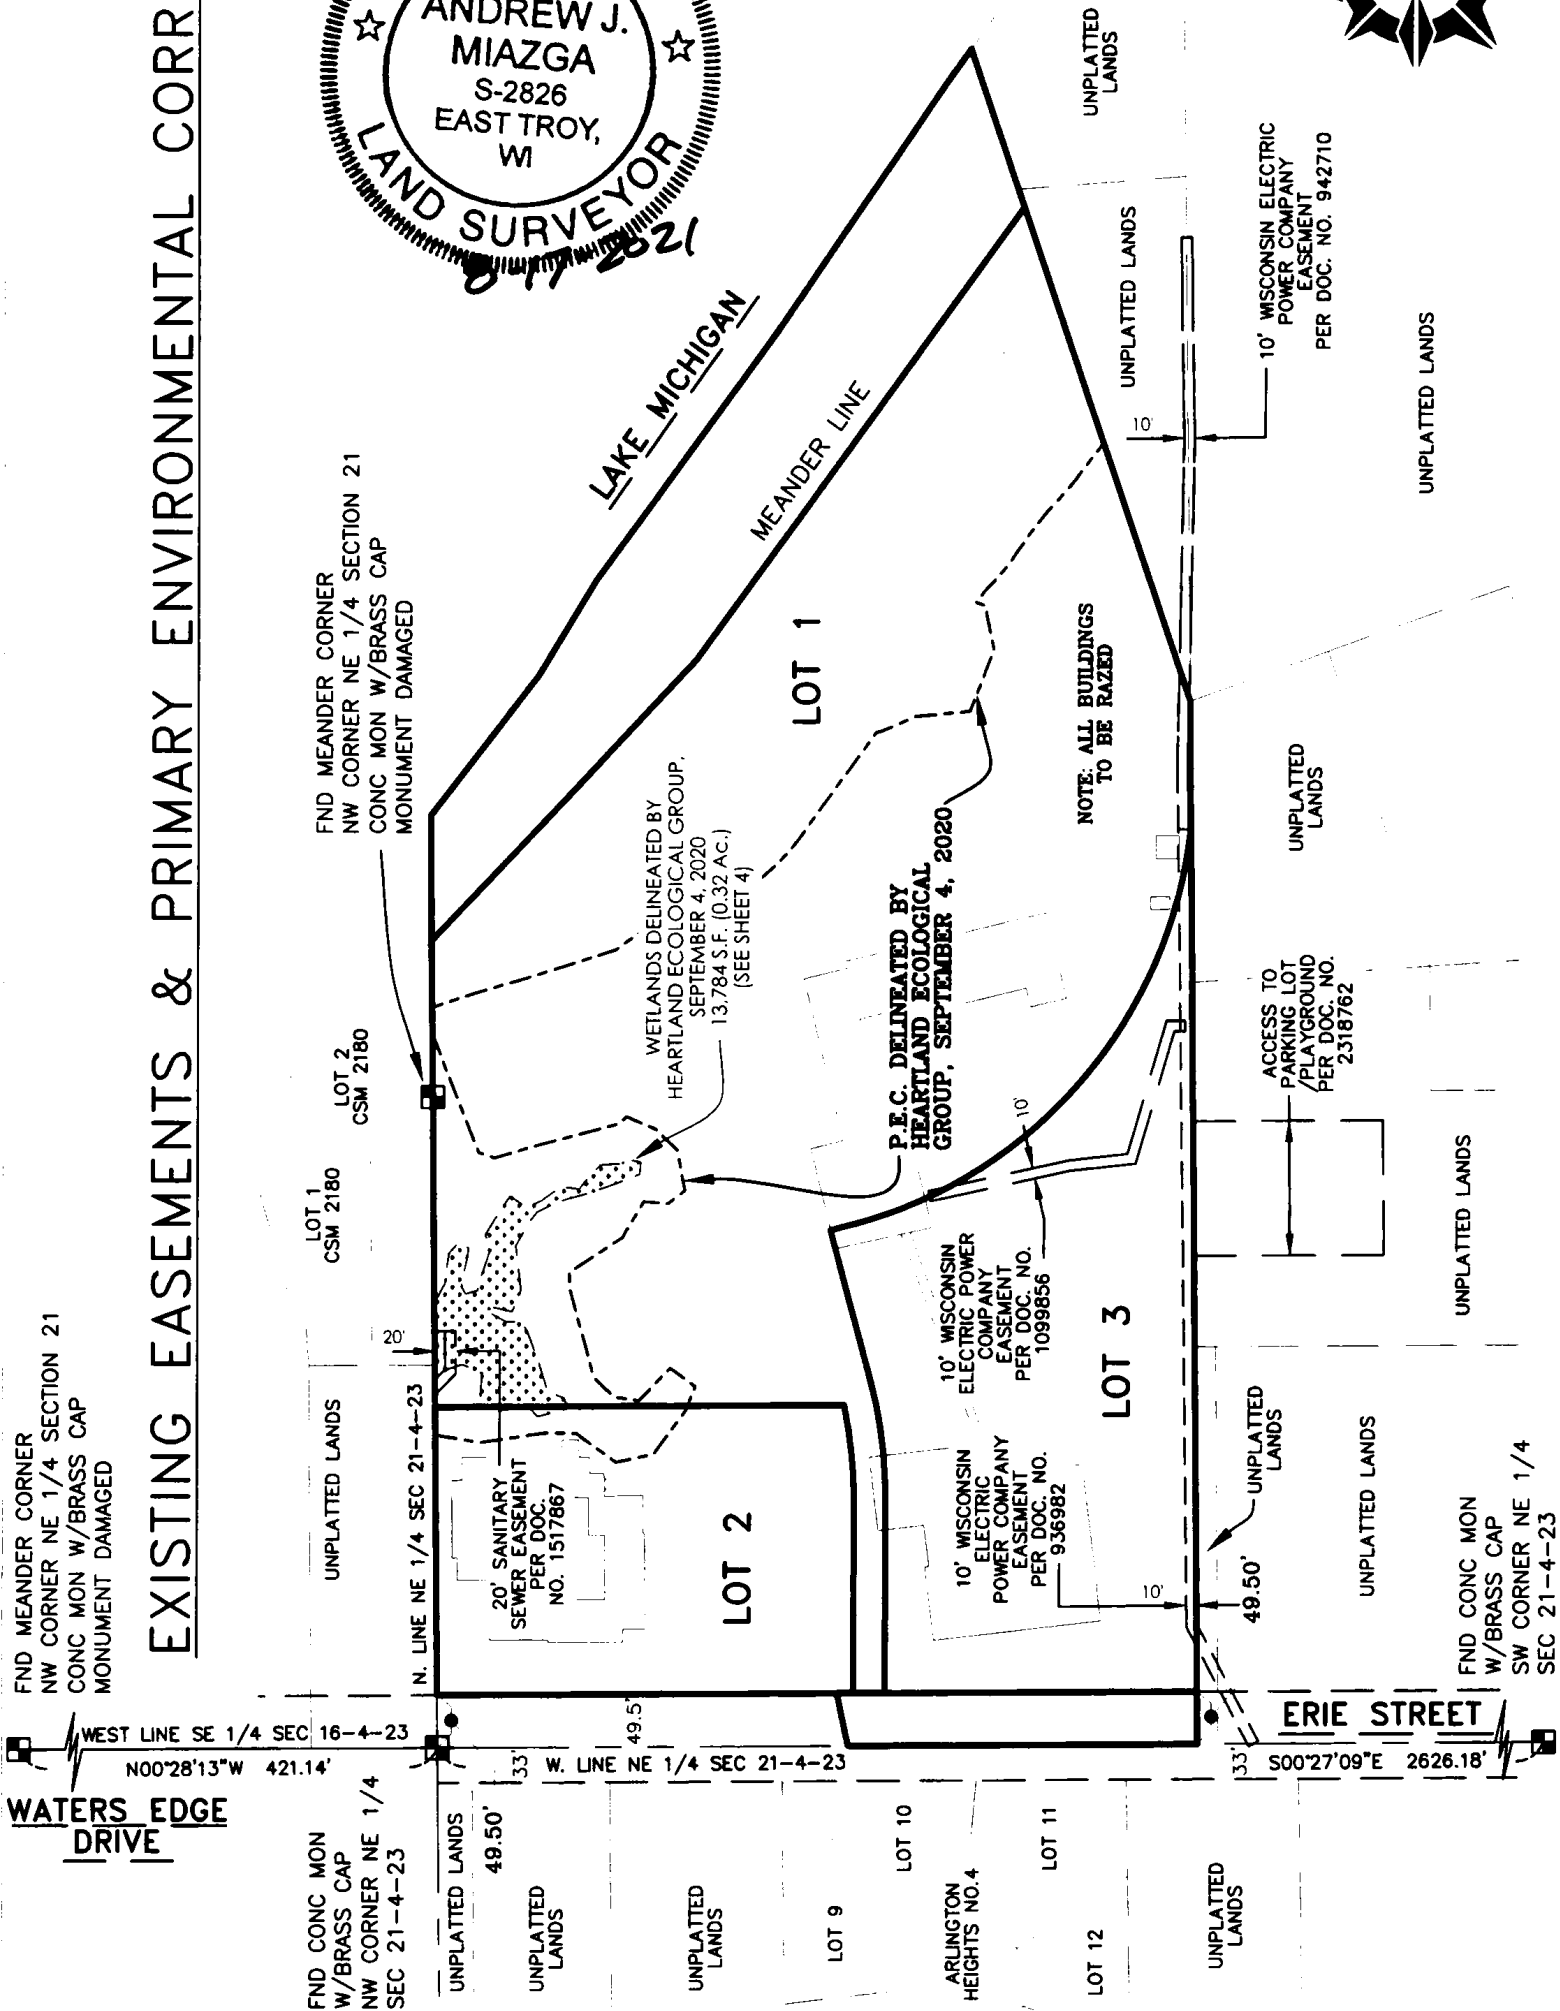 EXISTING EASEMENTS & PRIMARY ENVIRONMENTAL CORR
ANDREW J.
MIAZGA
S-2826
EAST TROY,
WI
LAND SURVEYOR
2021
FND MEANDER CORNER
NW CORNER NE 1/4 SECTION 21
CONC MON W/BRASS CAP
MONUMENT DAMAGED
FND MEANDER CORNER
NW CORNER NE 1/4 SECTION 21
CONC MON W/BRASS CAP
MONUMENT DAMAGED
WEST LINE SE 1/4 SEC 16-4-23
N00°28'13"W 421.14'
WATERS EDGE
DRIVE
FND CONC MON
W/BRASS CAP
NW CORNER NE 1/4
SEC 21-4-23
UNPLATTED LANDS
LOT 1
CSM 2180
LOT 2
CSM 2180
N. LINE NE 1/4 SEC 21-4-23
20'
LAKE MICHIGAN
MEANDER LINE
LOT 1
WETLANDS DELINEATED BY
HEARTLAND ECOLOGICAL GROUP,
SEPTEMBER 4, 2020
13,784 S.F. (0.32 Ac.)
(SEE SHEET 4)
P.E.C. DELINEATED BY
HEARTLAND ECOLOGICAL
GROUP, SEPTEMBER 4, 2020
NOTE: ALL BUILDINGS
TO BE RAZED
20' SANITARY
SEWER EASEMENT
PER DOC.
NO. 1517867
LOT 2
10' WISCONSIN
ELECTRIC POWER
COMPANY
EASEMENT
PER DOC. NO.
1099856
10'
LOT 3
10' WISCONSIN
ELECTRIC
POWER COMPANY
EASEMENT
PER DOC. NO.
936982
10'
49.50'
UNPLATTED
LANDS
UNPLATTED
LANDS
UNPLATTED LANDS
10'
10' WISCONSIN ELECTRIC
POWER COMPANY
EASEMENT
PER DOC. NO. 942710
UNPLATTED LANDS
UNPLATTED
LANDS
ACCESS TO
PARKING LOT
/PLAYGROUND
PER DOC. NO.
2318762
UNPLATTED LANDS
UNPLATTED LANDS
FND CONC MON
W/BRASS CAP
SW CORNER NE 1/4
SEC 21-4-23
ERIE STREET
S00°27'09"E 2626.18'
33'
49.5'
33'
W. LINE NE 1/4 SEC 21-4-23
49.50'
UNPLATTED LANDS
UNPLATTED
LANDS
UNPLATTED
LANDS
LOT 9
LOT 10
ARLINGTON
HEIGHTS NO.4
LOT 11
LOT 12
UNPLATTED
LANDS